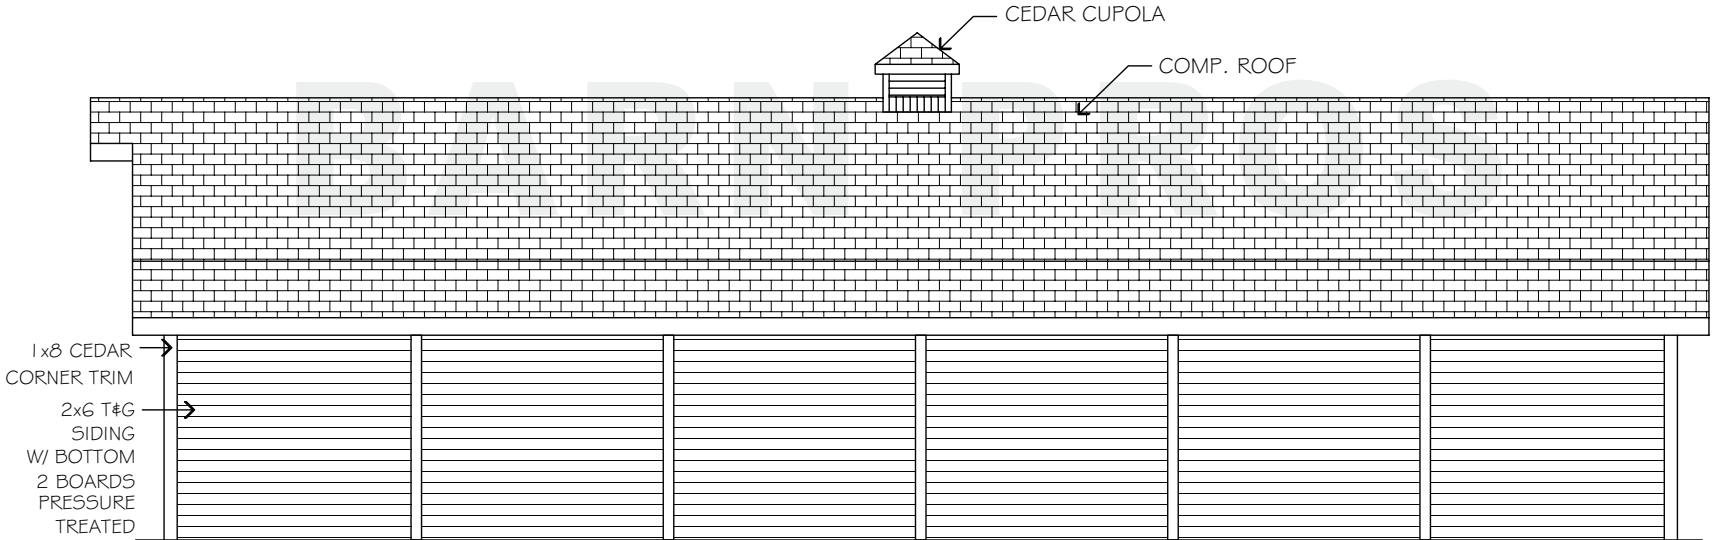 CEDAR CUPOLA
COMP. ROOF
BARN PROS
1x8 CEDAR
CORNER TRIM
2x6 T&G
SIDING
W/ BOTTOM
2 BOARDS
PRESSURE
TREATED